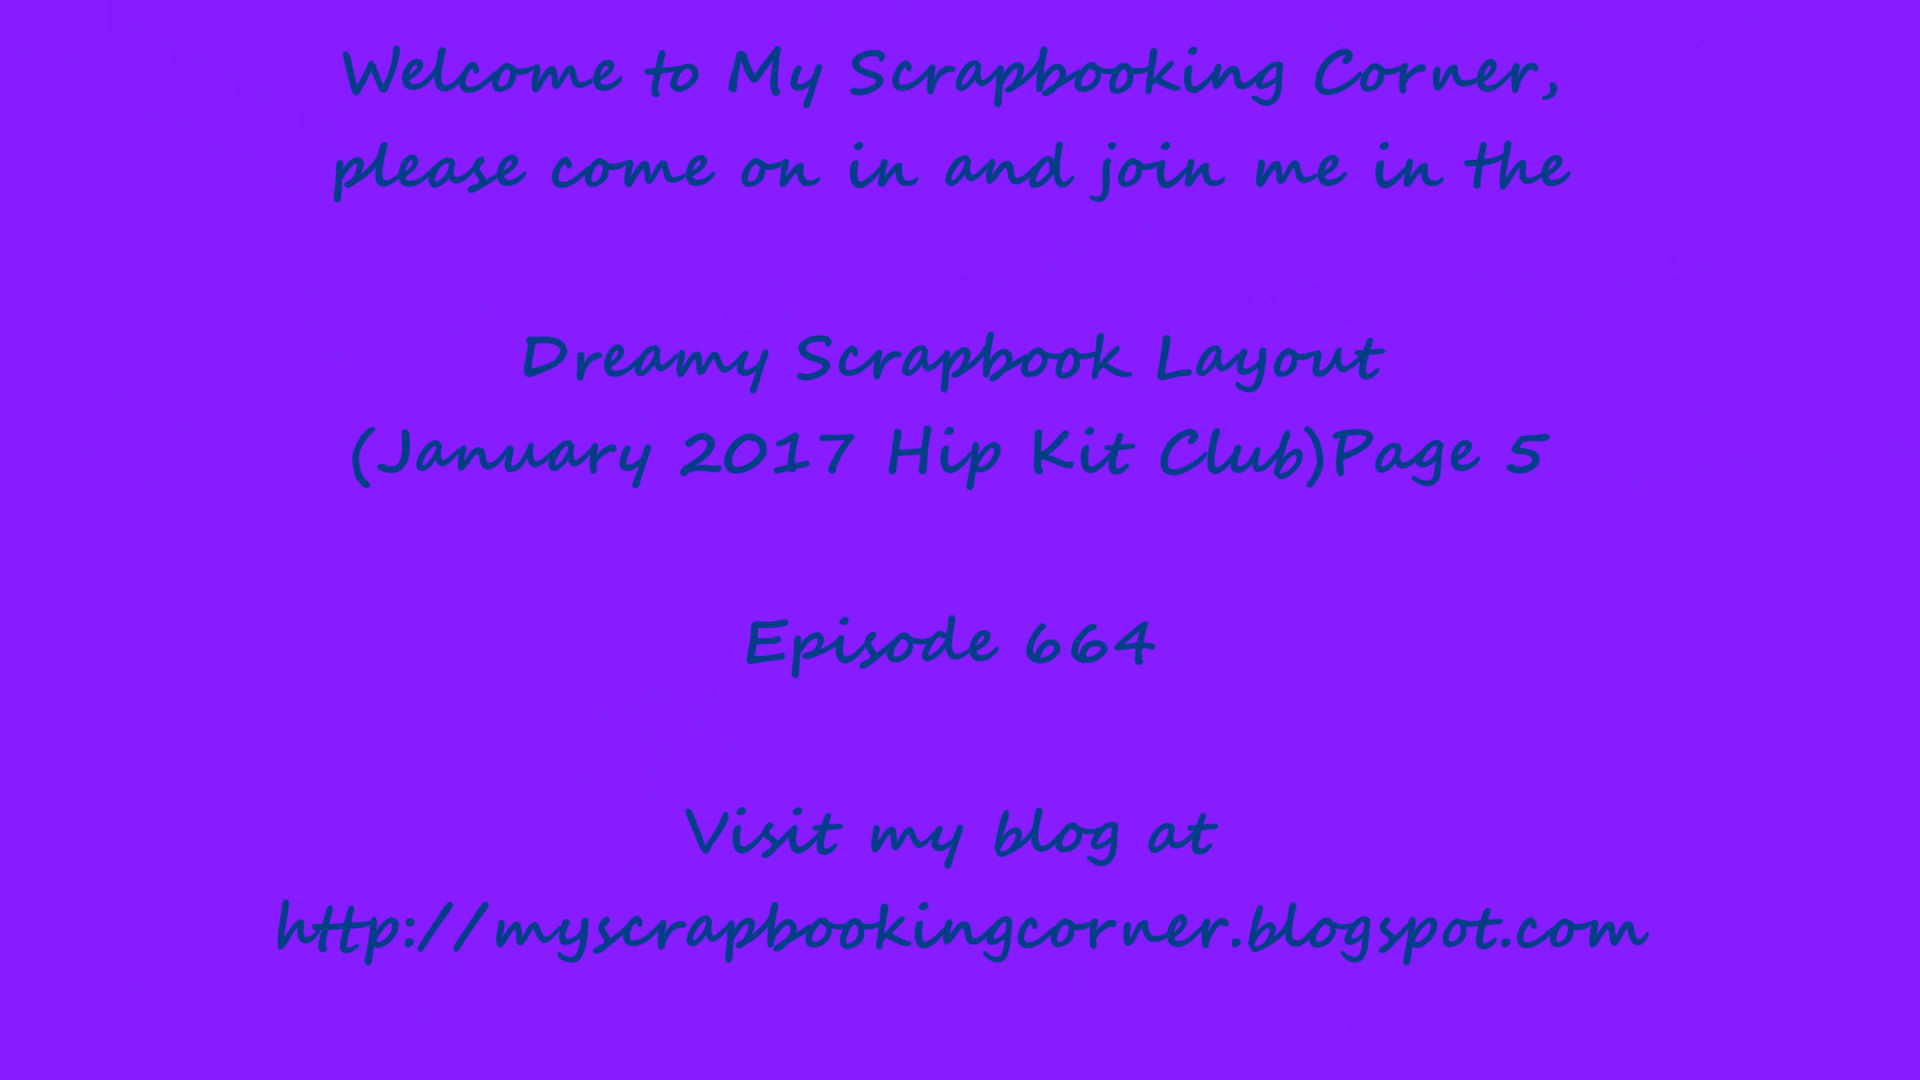 Welcome to My Scrapbooking Corner,
please come on in and join me in the
Dreamy Scrapbook Layout
(January 2017 Hip Kit Club)Page 5
Episode 664
Visit my blog at
http://myscrapbookingcorner.blogspot.com